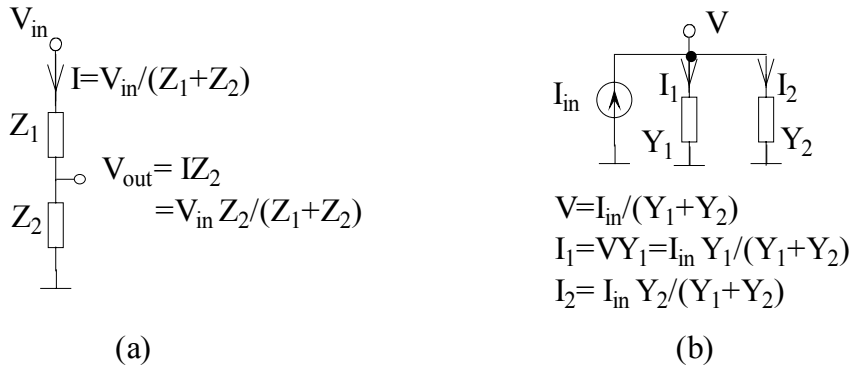 V_in
I=V_in/(Z_1+Z_2)
Z_1
V_out= IZ_2
=V_in Z_2/(Z_1+Z_2)
Z_2
(a)
V
I_in
I_1
I_2
Y_1
Y_2
V=I_in/(Y_1+Y_2)
I_1=VY_1=I_in Y_1/(Y_1+Y_2)
I_2= I_in Y_2/(Y_1+Y_2)
(b)